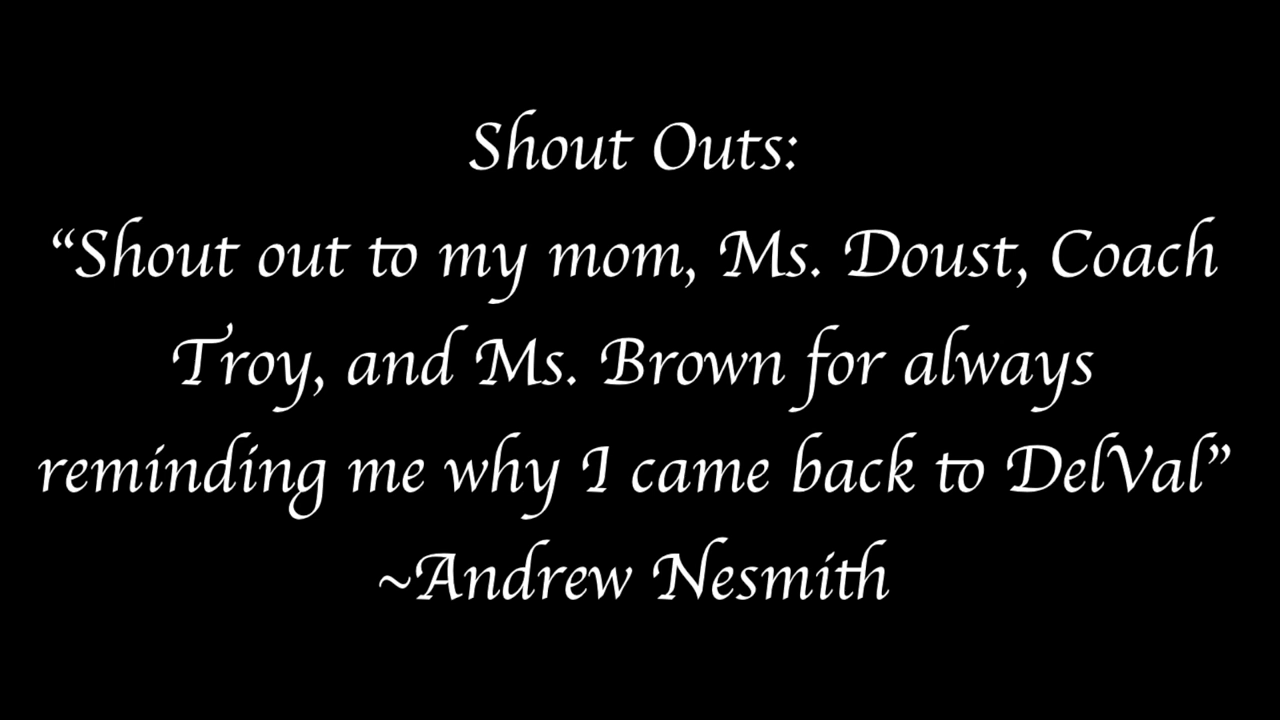 Shout Outs:
“Shout out to my mom, Ms. Doust, Coach
Troy, and Ms. Brown for always
reminding me why I came back to DelVal”
~Andrew Nesmith